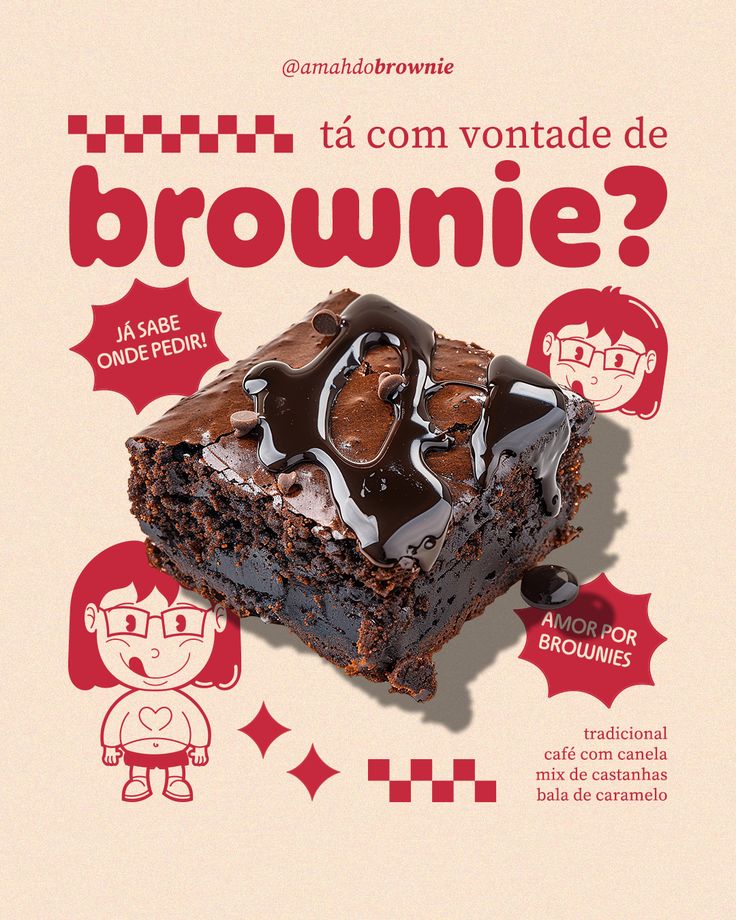 @amahdobrownie
tá com vontade de
brownie?
JÁ SABE
ONDE PEDIR!
AMOR POR
BROWNIES
tradicional
café com canela
mix de castanhas
bala de caramelo